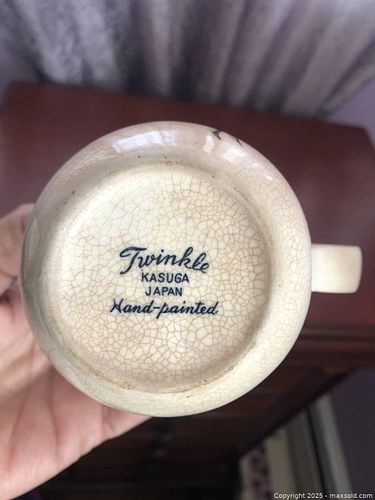 Twinkle
KASUGA
JAPAN
Hand-painted
Copyright © 2025 - maxsold.com